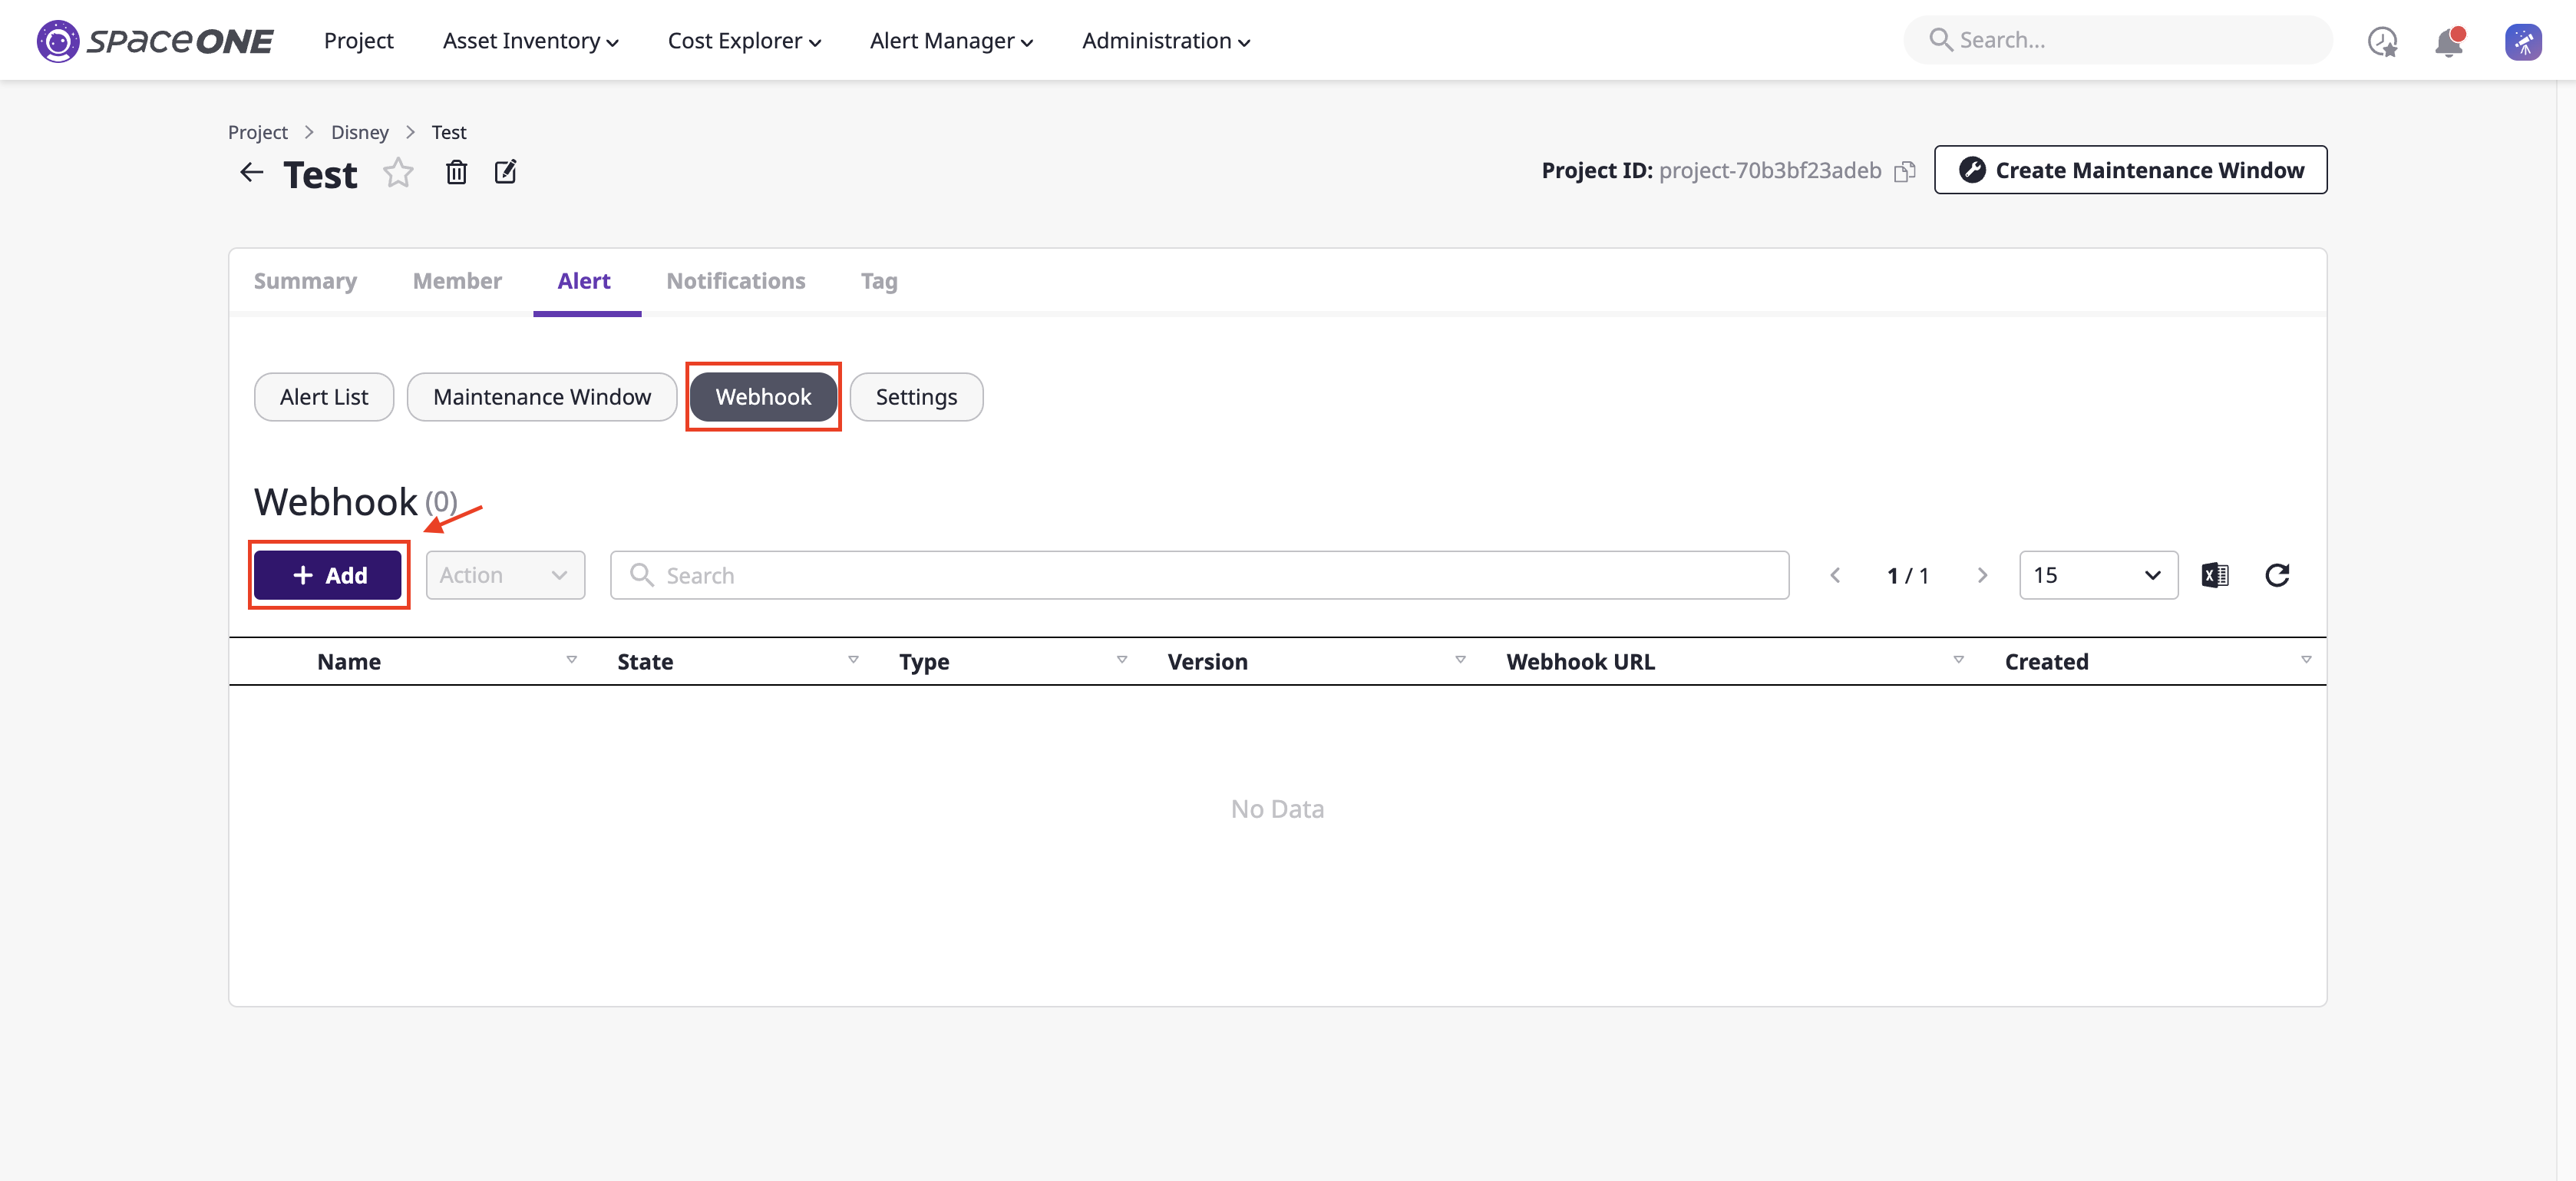 spaceONE Project Asset Inventory Cost Explorer Alert Manager Administration Search...
Project > Disney > Test
Test Project ID: project-70b3bf23adeb Create Maintenance Window
Summary Member Alert Notifications Tag
Alert List Maintenance Window Webhook Settings
Webhook (0)
+ Add Action Search 1 / 1 15
Name State Type Version Webhook URL Created
No Data